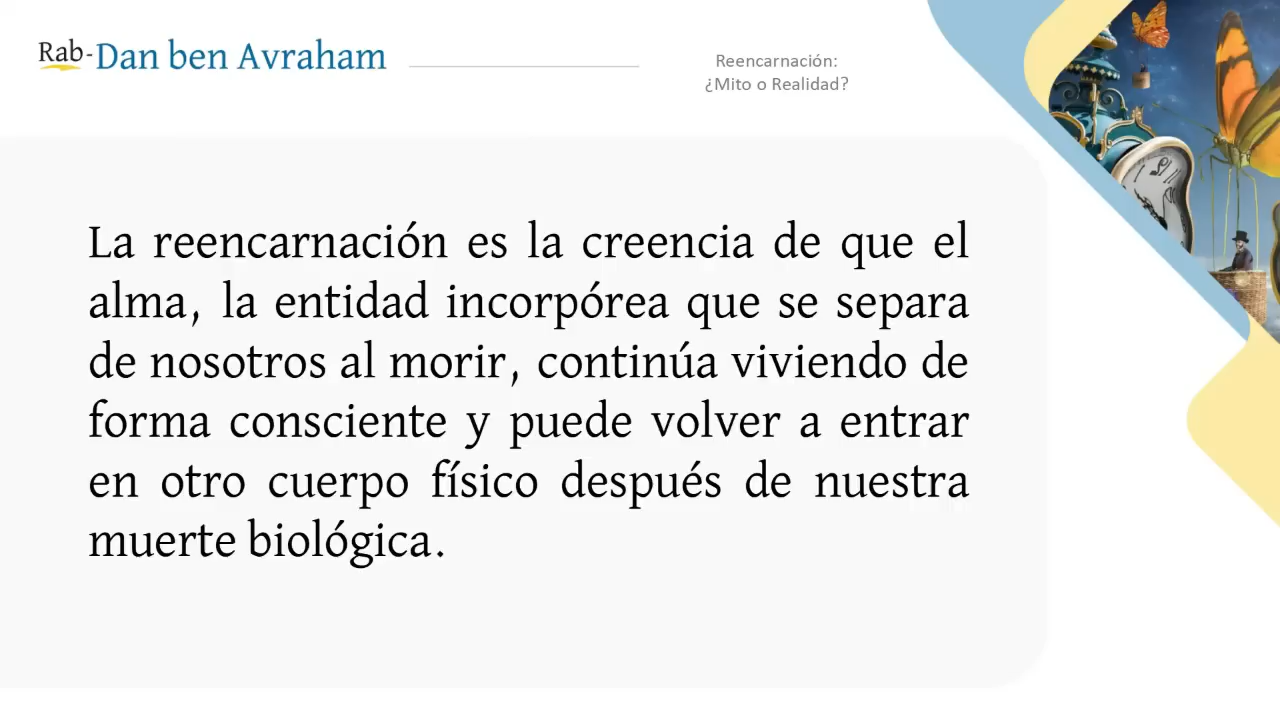 Rab-Dan ben Avraham
Reencarnación:
¿Mito o Realidad?
La reencarnación es la creencia de que el
alma, la entidad incorpórea que se separa
de nosotros al morir, continúa viviendo de
forma consciente y puede volver a entrar
en otro cuerpo físico después de nuestra
muerte biológica.